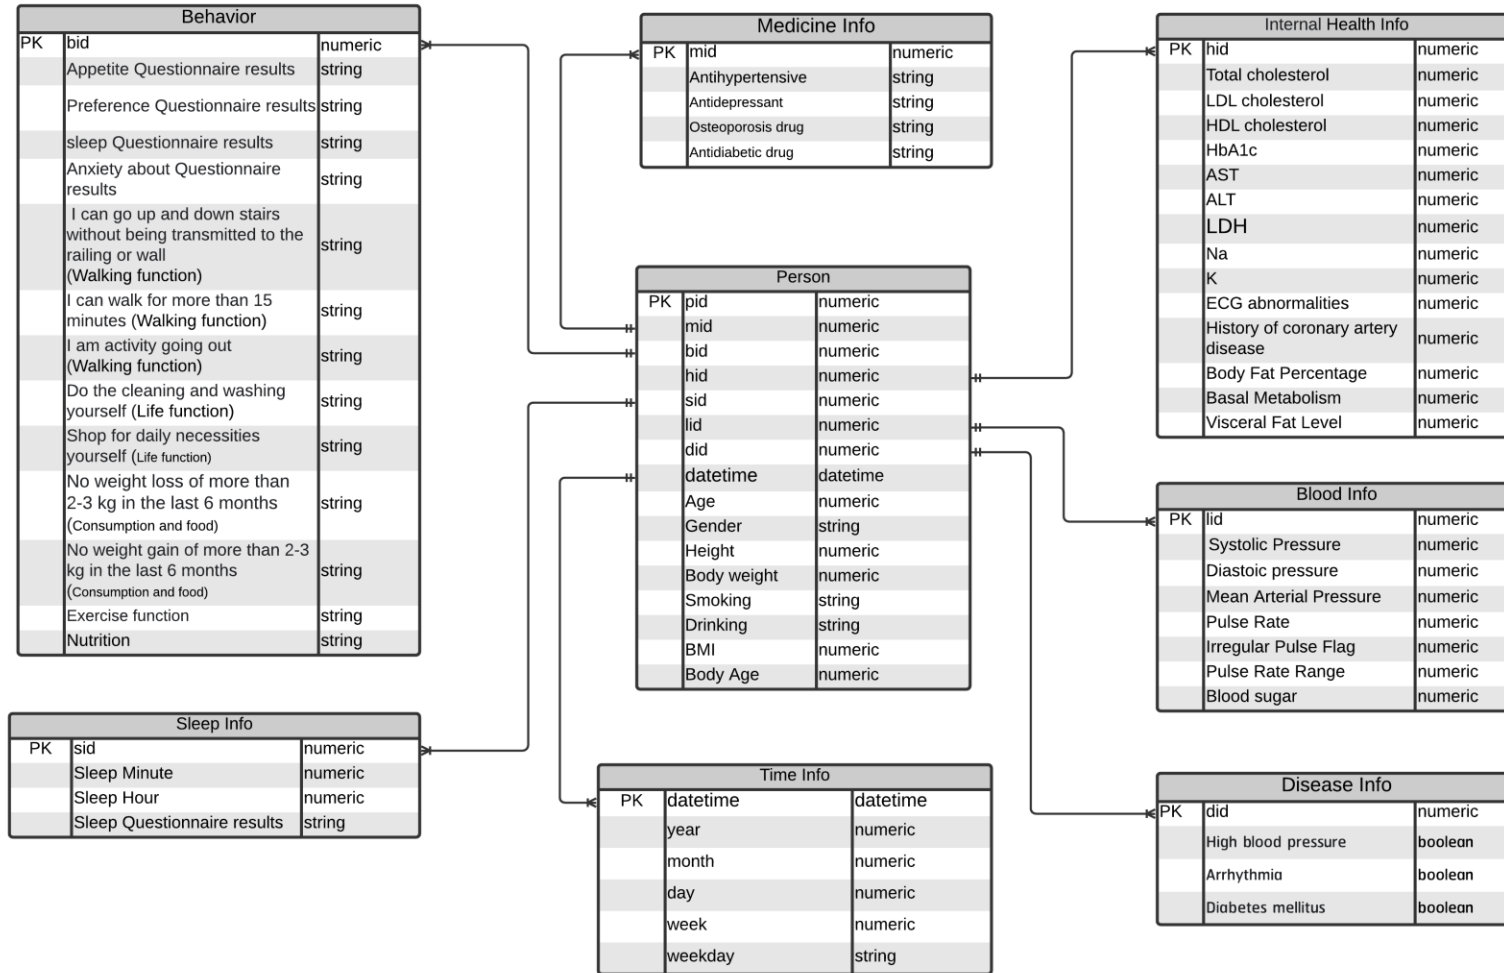 Behavior
PK bid numeric
Appetite Questionnaire results string
Preference Questionnaire results string
sleep Questionnaire results string
Anxiety about Questionnaire
results string
I can go up and down stairs
without being transmitted to the
railing or wall string
(Walking function)
I can walk for more than 15
minutes (Walking function) string
I am activity going out
(Walking function) string
Do the cleaning and washing
yourself (Life function) string
Shop for daily necessities
yourself (Life function) string
No weight loss of more than
2-3 kg in the last 6 months string
(Consumption and food)
No weight gain of more than 2-3
kg in the last 6 months string
(Consumption and food)
Exercise function string
Nutrition string
Sleep Info
PK sid numeric
Sleep Minute numeric
Sleep Hour numeric
Sleep Questionnaire results string
Medicine Info
PK mid numeric
Antihypertensive string
Antidepressant string
Osteoporosis drug string
Antidiabetic drug string
Person
PK pid numeric
mid numeric
bid numeric
hid numeric
sid numeric
lid numeric
did numeric
datetime datetime
Age numeric
Gender string
Height numeric
Body weight numeric
Smoking string
Drinking string
BMI numeric
Body Age numeric
Time Info
PK datetime datetime
year numeric
month numeric
day numeric
week numeric
weekday string
Internal Health Info
PK hid numeric
Total cholesterol numeric
LDL cholesterol numeric
HDL cholesterol numeric
HbA1c numeric
AST numeric
ALT numeric
LDH numeric
Na numeric
K numeric
ECG abnormalities numeric
History of coronary artery
disease numeric
Body Fat Percentage numeric
Basal Metabolism numeric
Visceral Fat Level numeric
Blood Info
PK lid numeric
Systolic Pressure numeric
Diastoic pressure numeric
Mean Arterial Pressure numeric
Pulse Rate numeric
Irregular Pulse Flag numeric
Pulse Rate Range numeric
Blood sugar numeric
Disease Info
PK did numeric
High blood pressure boolean
Arrhythmia boolean
Diabetes mellitus boolean